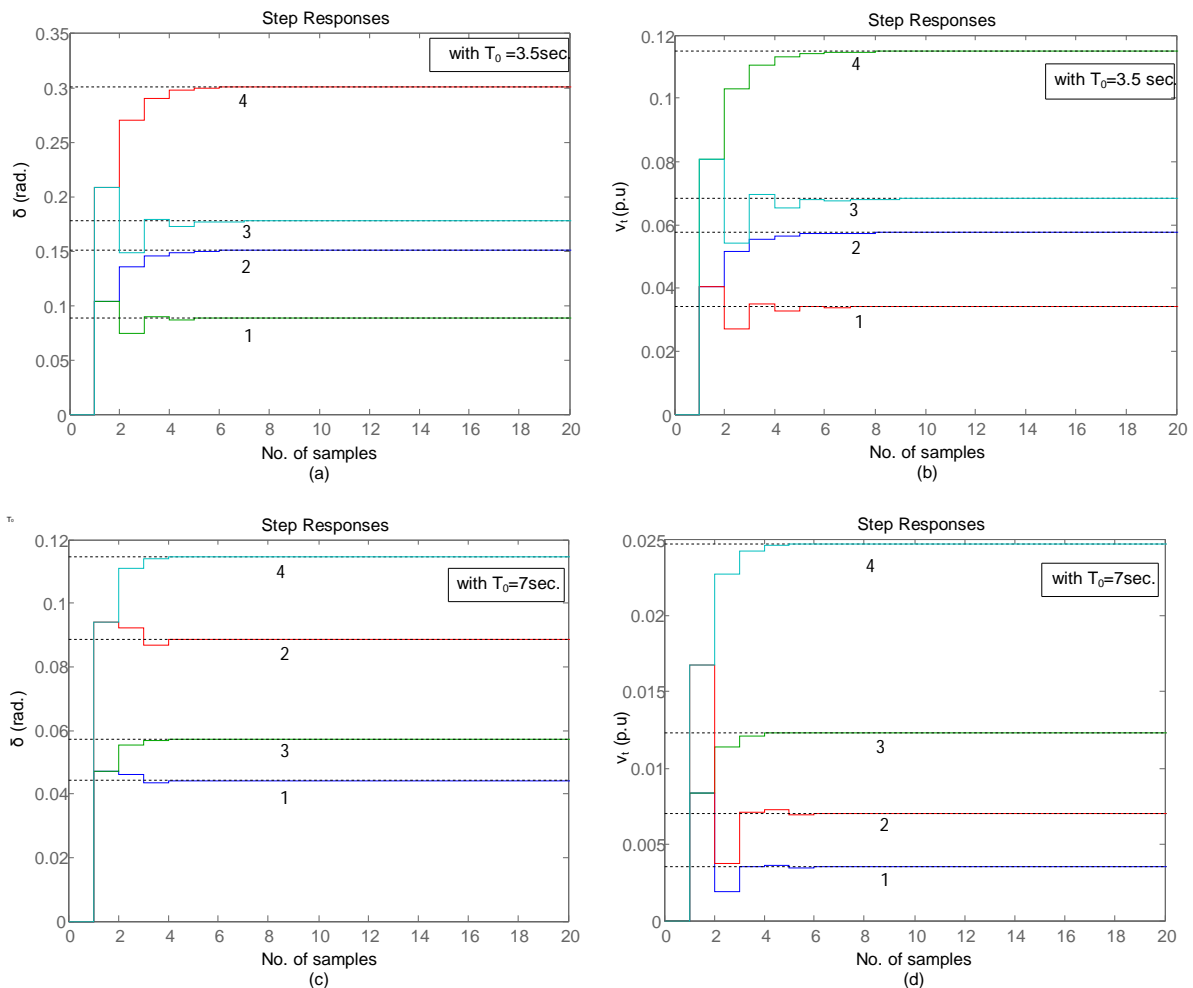 Step Responses
0.35
0.3
0.25
0.2
0.15
0.1
0.05
0
δ (rad.)
with T₀ =3.5sec.
4
3
2
1
0 2 4 6 8 10 12 14 16 18 20
No. of samples
(a)
Step Responses
0.12
0.1
0.08
0.06
0.04
0.02
0
vₜ (p.u)
with T₀=3.5 sec.
4
3
2
1
0 2 4 6 8 10 12 14 16 18 20
No. of samples
(b)
T₀
Step Responses
0.12
0.1
0.08
0.06
0.04
0.02
0
δ (rad.)
with T₀=7sec.
4
2
3
1
0 2 4 6 8 10 12 14 16 18 20
No. of samples
(c)
Step Responses
0.025
0.02
0.015
0.01
0.005
0
vₜ (p.u)
with T₀=7sec.
4
3
2
1
0 2 4 6 8 10 12 14 16 18 20
No. of samples
(d)